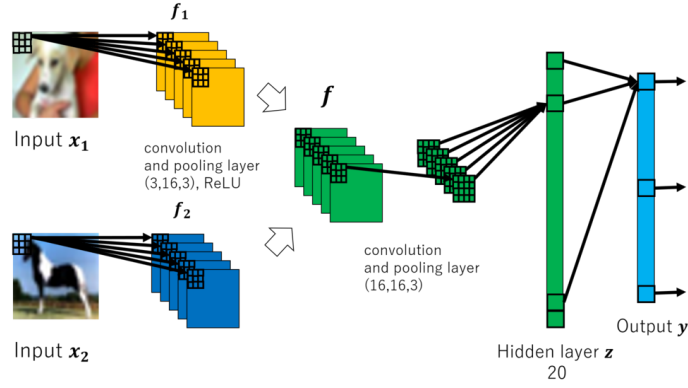 f₁
Input x₁
convolution
and pooling layer
(3,16,3), ReLU
f
f₂
Input x₂
convolution
and pooling layer
(16,16,3)
Hidden layer z
20
Output y